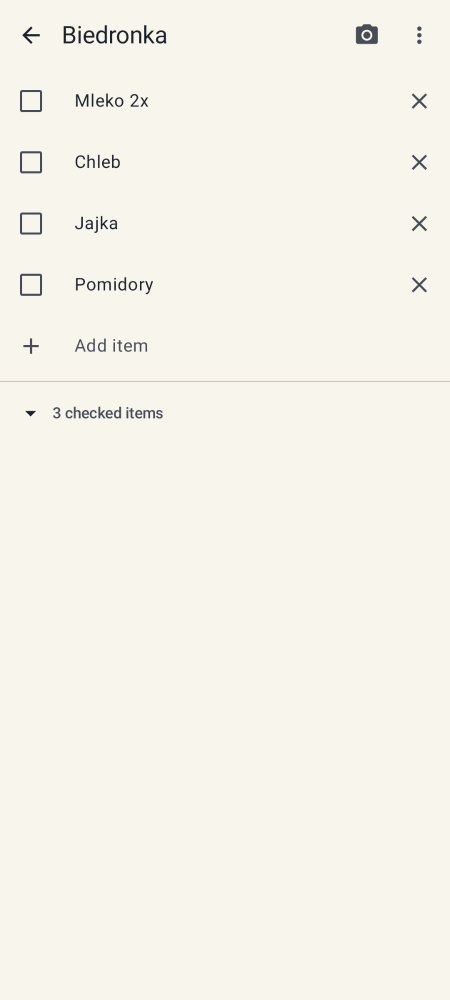 Biedronka
Mleko 2x
Chleb
Jajka
Pomidory
Add item
3 checked items